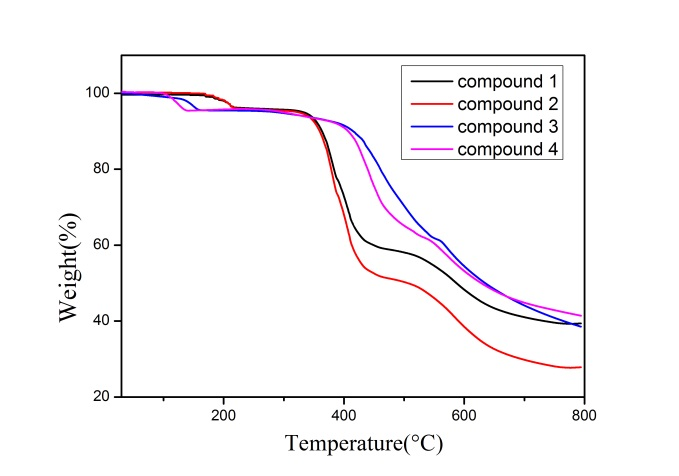 compound 1
compound 2
compound 3
compound 4
100
80
60
40
20
Weight(%)
200 400 600 800
Temperature(°C)